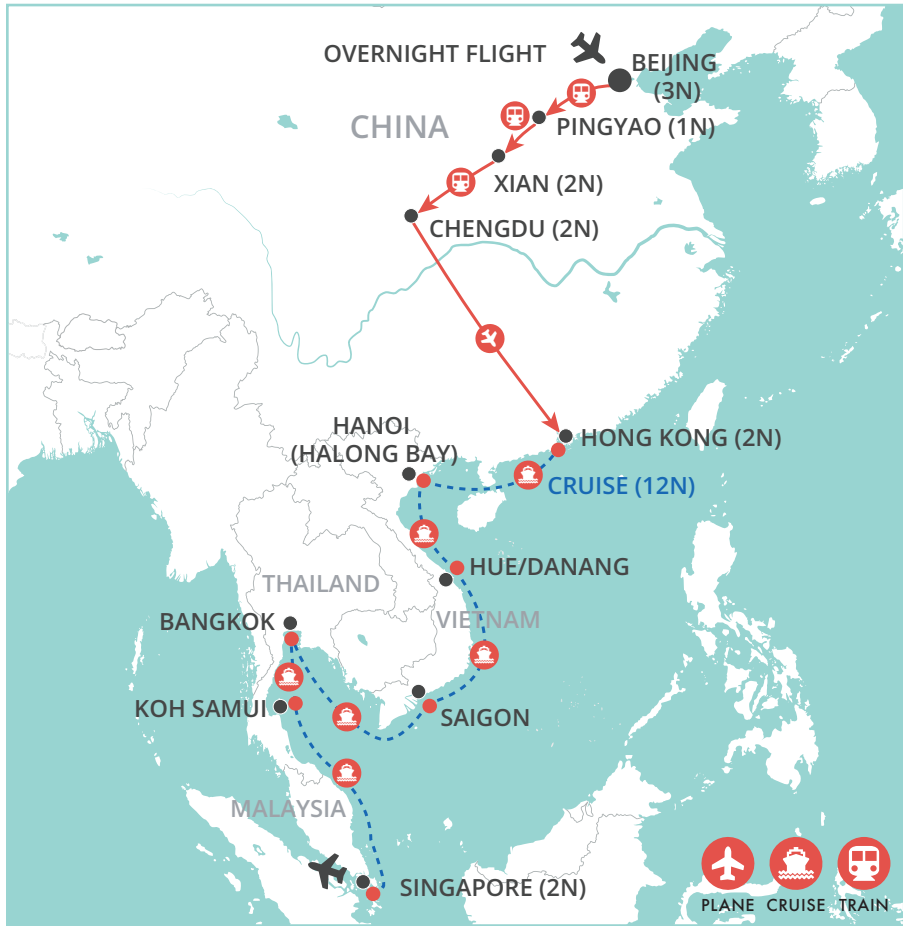 OVERNIGHT FLIGHT
BEIJING
(3N)
CHINA
PINGYAO (1N)
XIAN (2N)
CHENGDU (2N)
HANOI
(HALONG BAY)
HONG KONG (2N)
CRUISE (12N)
HUE/DANANG
THAILAND
VIETNAM
BANGKOK
KOH SAMUI
SAIGON
MALAYSIA
SINGAPORE (2N)
PLANE
CRUISE
TRAIN